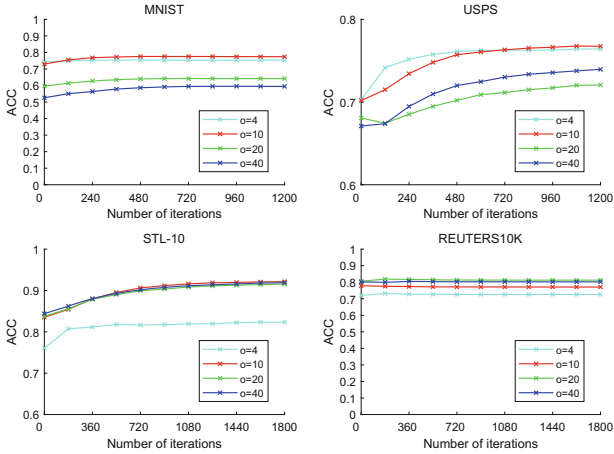 MNIST
ACC
1
0.9
0.8
0.7
0.6
0.5
0.4
0.3
0.2
0.1
0
0 240 480 720 960 1200
Number of iterations
o=4
o=10
o=20
o=40
USPS
ACC
0.8
0.7
0.6
0 240 480 720 960 1200
Number of iterations
o=4
o=10
o=20
o=40
STL-10
ACC
1
0.9
0.8
0.7
0.6
0 360 720 1080 1440 1800
Number of iterations
o=4
o=10
o=20
o=40
REUTERS10K
ACC
1
0.9
0.8
0.7
0.6
0.5
0.4
0.3
0.2
0.1
0
0 360 720 1080 1440 1800
Number of iterations
o=4
o=10
o=20
o=40